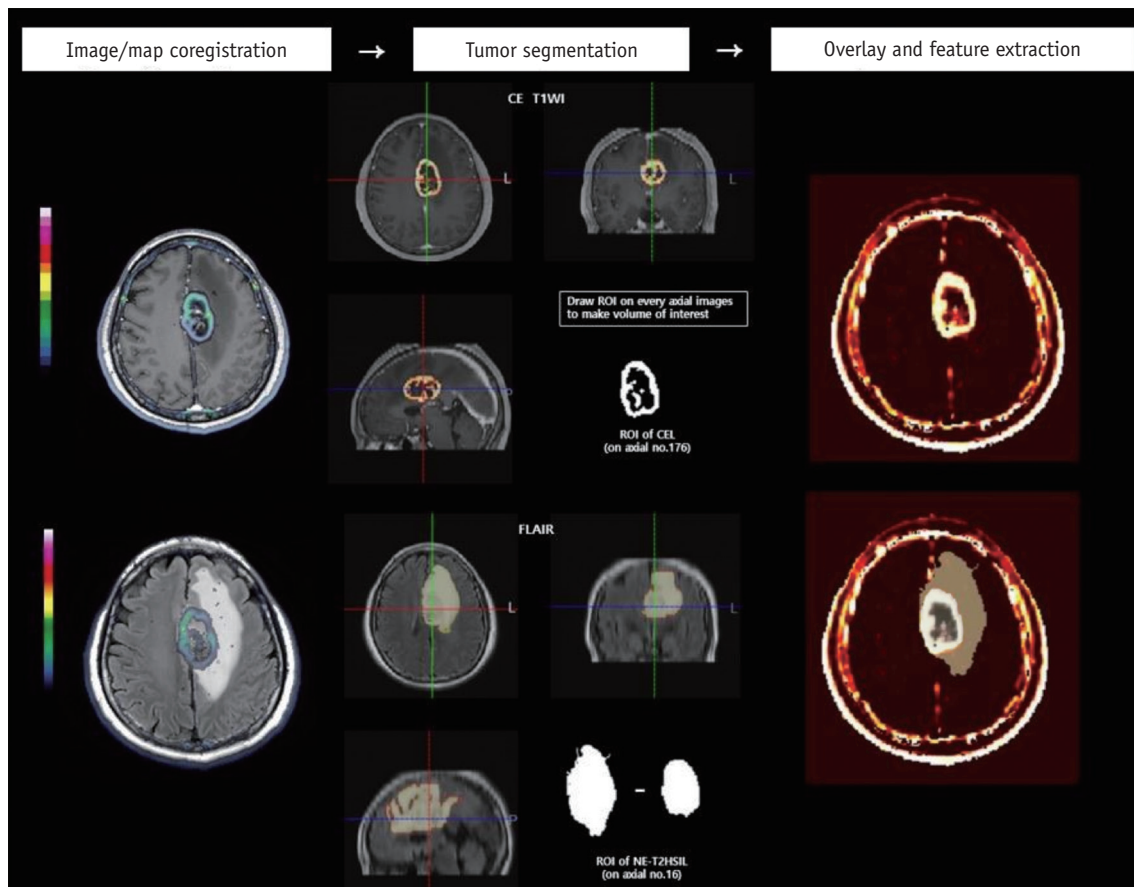 Image/map coregistration → Tumor segmentation → Overlay and feature extraction
CE T1WI
L
L
Draw ROI on every axial images
to make volume of interest
P
ROI of CEL
(on axial no.176)
FLAIR
L
L
P
ROI of NE-T2HSIL
(on axial no.16)